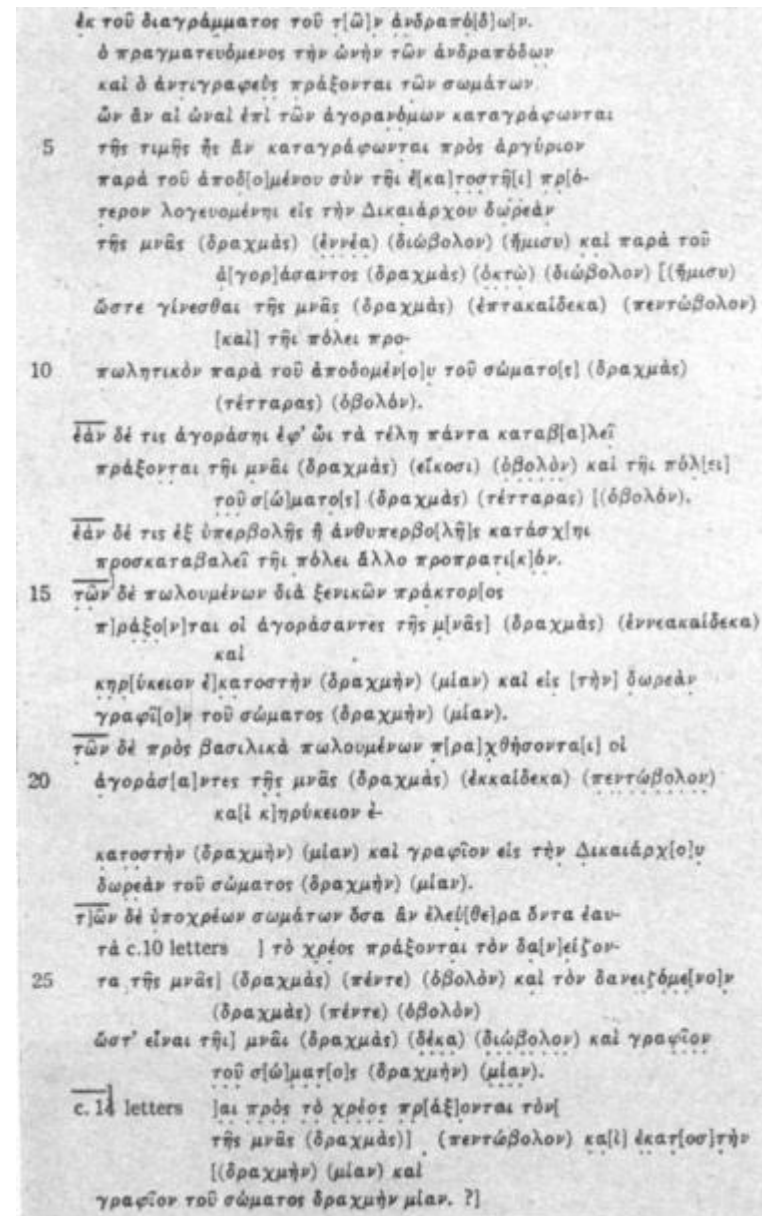 ἐκ τοῦ διαγράμματος τοῦ τ[ῶ]ν ἀνδραπό[δ]ω[ν.
ὁ πραγματευόμενος τὴν ὠνὴν τῶν ἀνδραπόδων
καὶ ὁ ἀντιγραφεὺς πράξονται τῶν σωμάτων
ὧν ἂν αἱ ὠναὶ ἐπὶ τῶν ἀγορανόμων καταγράφωνται
5 τῆς τιμῆς ἧς ἂν καταγράφωνται πρὸς ἀργύριον
παρὰ τοῦ ἀποδ[ο]μένου σὺν τῆι ἑ[κα]τοστῆ[ι] πρ[ό-
τερον λογευομένηι εἰς τὴν Δικαιάρχου δωρεὰν
τῆς μνᾶς (δραχμὰς) (ἐννέα) (διώβολον) (ἥμισυ) καὶ παρὰ τοῦ
ἀ[γορ]άσαντος (δραχμὰς) (ὀκτὼ) (διώβολον) [(ἥμισυ)
ὥστε γίνεσθαι τῆς μνᾶς (δραχμὰς) (ἑπτακαίδεκα) (πεντώβολον)
[καὶ] τῆι πόλει προ-
10 πωλητικὸν παρὰ τοῦ ἀποδομέν[ο]υ τοῦ σώματο[ς] (δραχμὰς)
(τέτταρας) (ὀβολόν).
ἐὰν δέ τις ἀγοράσηι ἐφ' ὧι τὰ τέλη πάντα καταβ[α]λεῖ
πράξονται τῆι μνᾶι (δραχμὰς) (εἴκοσι) (ὀβολὸν) καὶ τῆι πόλ[ει]
τοῦ σ[ώ]ματο[ς] (δραχμὰς) (τέτταρας) [(ὀβολόν).
ἐὰν δέ τις ἐξ ὑπερβολῆς ἢ ἀνθυπερβο[λῆ]ς κατάσχ[ηι
προσκαταβαλεῖ τῆι πόλει ἄλλο προπρατι[κ]όν.
15 τῶν δὲ πωλουμένων διὰ ξενικῶν πράκτορ[ος
π]ράξο[ν]ται οἱ ἀγοράσαντες τῆς μ[νᾶς] (δραχμὰς) (ἐννεακαίδεκα)
καὶ
κηρ[ύκειον ἑ]κατοστὴν (δραχμὴν) (μίαν) καὶ εἰς [τὴν] δωρεὰν
γραφῖ[ο]ν τοῦ σώματος (δραχμὴν) (μίαν).
τῶν δὲ πρὸς βασιλικὰ πωλουμένων π[ρα]χθήσοντα[ι] οἱ
20 ἀγοράσ[α]ντες τῆς μνᾶς (δραχμὰς) (ἑκκαίδεκα) (πεντώβολον)
κα[ὶ κ]ηρύκειον ἑ-
κατοστὴν (δραχμὴν) (μίαν) καὶ γραφῖον εἰς τὴν Δικαιάρχ[ο]υ
δωρεὰν τοῦ σώματος (δραχμὴν) (μίαν).
τ]ῶν δὲ ὑποχρέων σωμάτων ὅσα ἂν ἐλεύ[θε]ρα ὄντα ἑαυ-
τὰ c.10 letters ] τὸ χρέος πράξονται τὸν δα[ν]είζον-
25 τα τῆς μνᾶς] (δραχμὰς) (πέντε) (ὀβολὸν) καὶ τὸν δανειζόμε[νο]ν
(δραχμὰς) (πέντε) (ὀβολὸν)
ὥστ' εἶναι τῆι] μνᾶι (δραχμὰς) (δέκα) (διώβολον) καὶ γραφῖον
τοῦ σ[ώ]ματ[ο]ς (δραχμὴν) (μίαν).
c. 14 letters ]αι πρὸς τὸ χρέος πρ[άξ]ονται τὸν[
τῆς μνᾶς (δραχμὰς)] (πεντώβολον) κα[ὶ] ἑκατ[οσ]τὴν
[(δραχμὴν) (μίαν) καὶ
γραφῖον τοῦ σώματος δραχμὴν μίαν. ?]